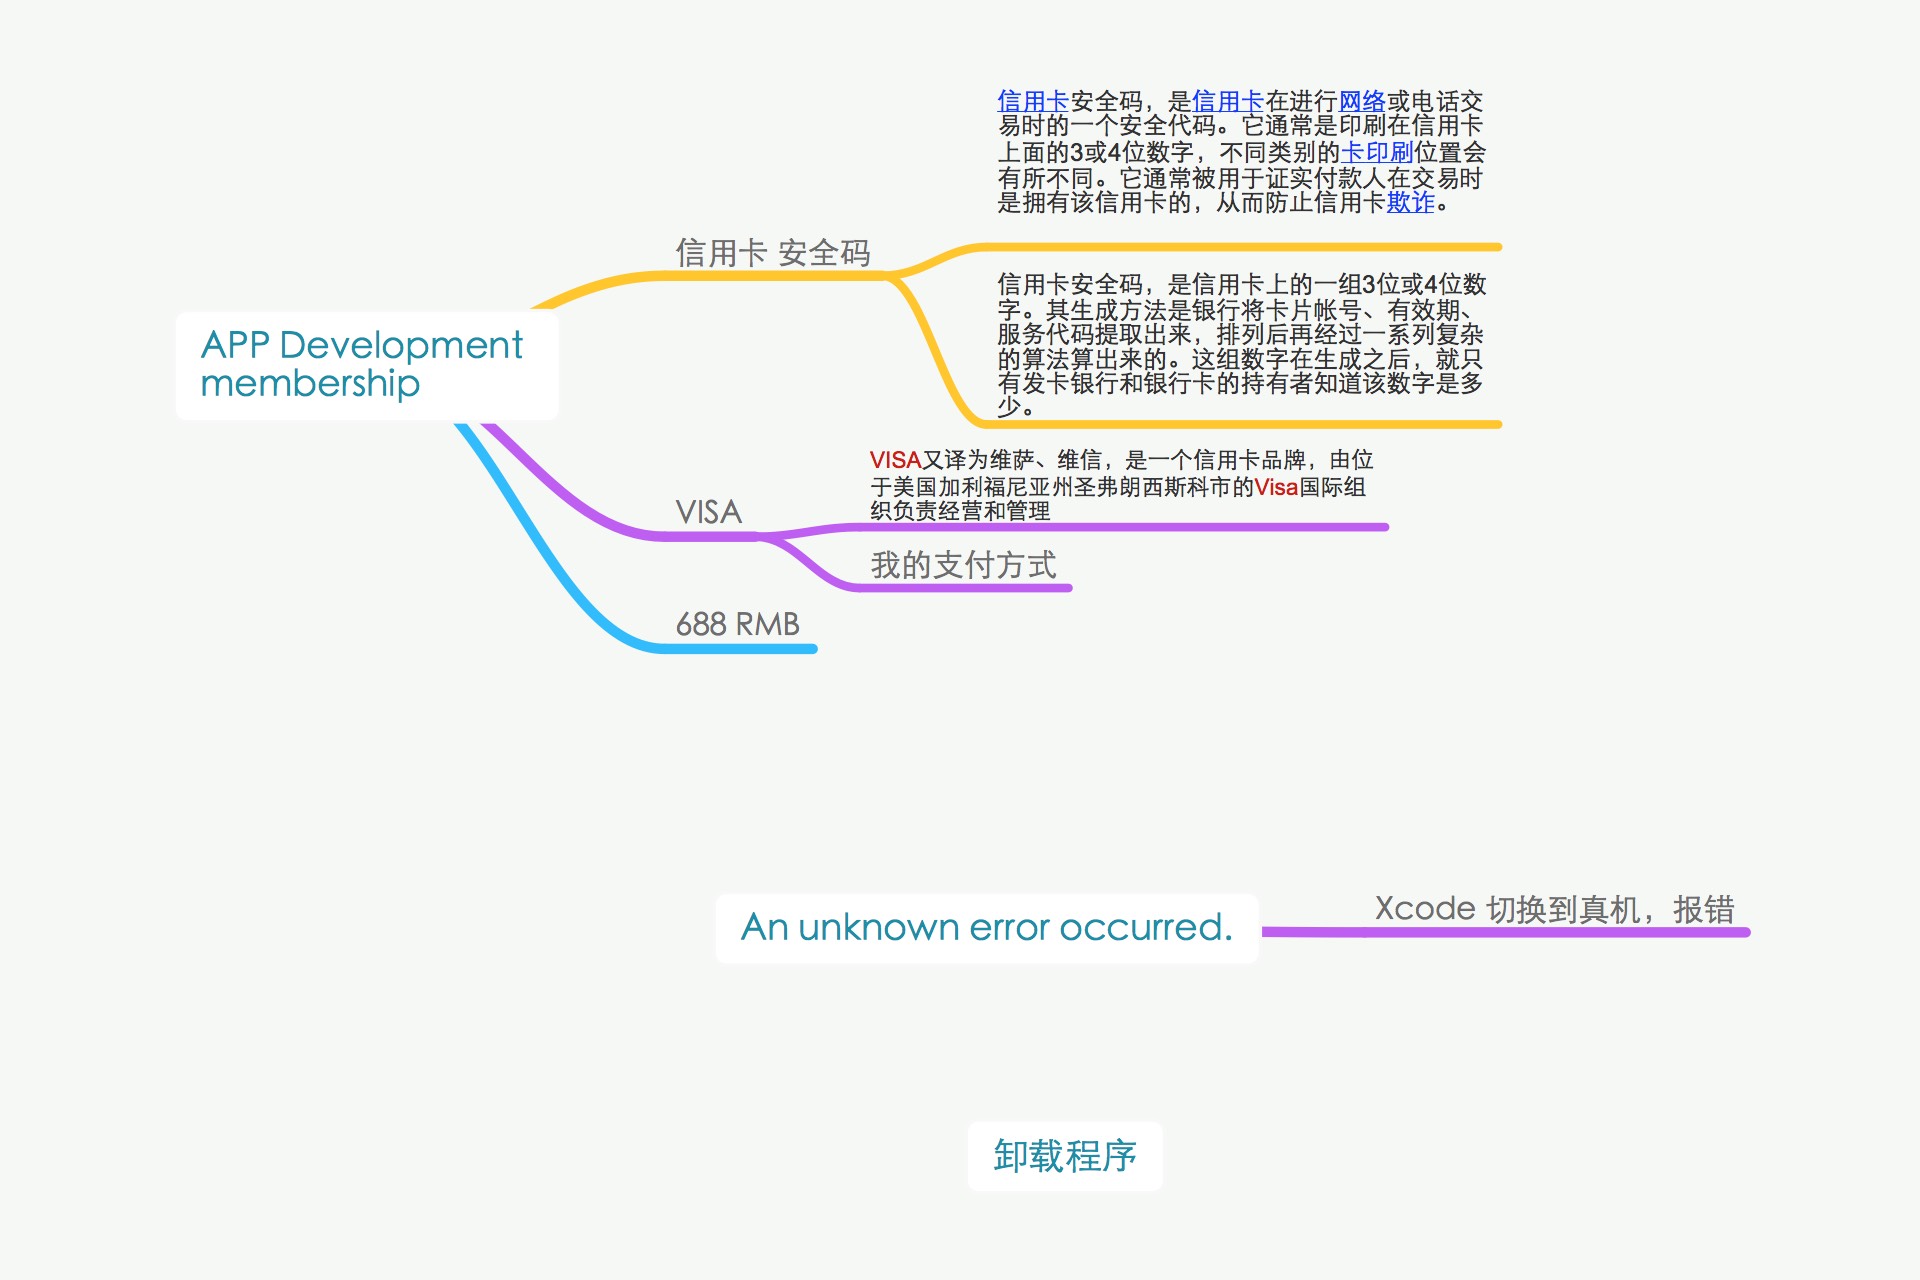 信用卡安全码，是信用卡在进行网络或电话交
易时的一个安全代码。它通常是印刷在信用卡
上面的3或4位数字，不同类别的卡印刷位置会
有所不同。它通常被用于证实付款人在交易时
是拥有该信用卡的，从而防止信用卡欺诈。
信用卡 安全码
信用卡安全码，是信用卡上的一组3位或4位数
字。其生成方法是银行将卡片帐号、有效期、
服务代码提取出来，排列后再经过一系列复杂
的算法算出来的。这组数字在生成之后，就只
有发卡银行和银行卡的持有者知道该数字是多
少。
APP Development
membership
VISA又译为维萨、维信，是一个信用卡品牌，由位
于美国加利福尼亚州圣弗朗西斯科市的Visa国际组
织负责经营和管理
VISA
我的支付方式
688 RMB
An unknown error occurred.
Xcode 切换到真机，报错
卸载程序